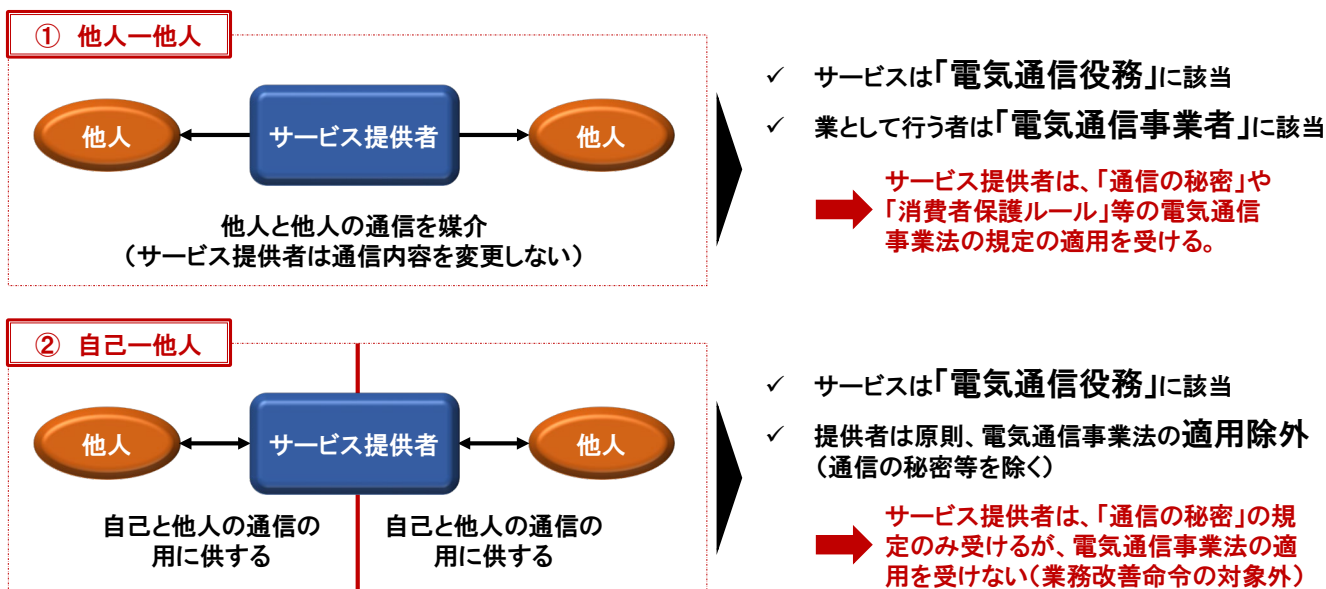 ① 他人ー他人
他人
サービス提供者
他人
他人と他人の通信を媒介
（サービス提供者は通信内容を変更しない）
✓ サービスは「電気通信役務」に該当
✓ 業として行う者は「電気通信事業者」に該当
サービス提供者は、「通信の秘密」や
「消費者保護ルール」等の電気通信
事業法の規定の適用を受ける。
② 自己ー他人
他人
サービス提供者
他人
自己と他人の通信の
用に供する
自己と他人の通信の
用に供する
✓ サービスは「電気通信役務」に該当
✓ 提供者は原則、電気通信事業法の適用除外
（通信の秘密等を除く）
サービス提供者は、「通信の秘密」の規
定のみ受けるが、電気通信事業法の適
用を受けない（業務改善命令の対象外）